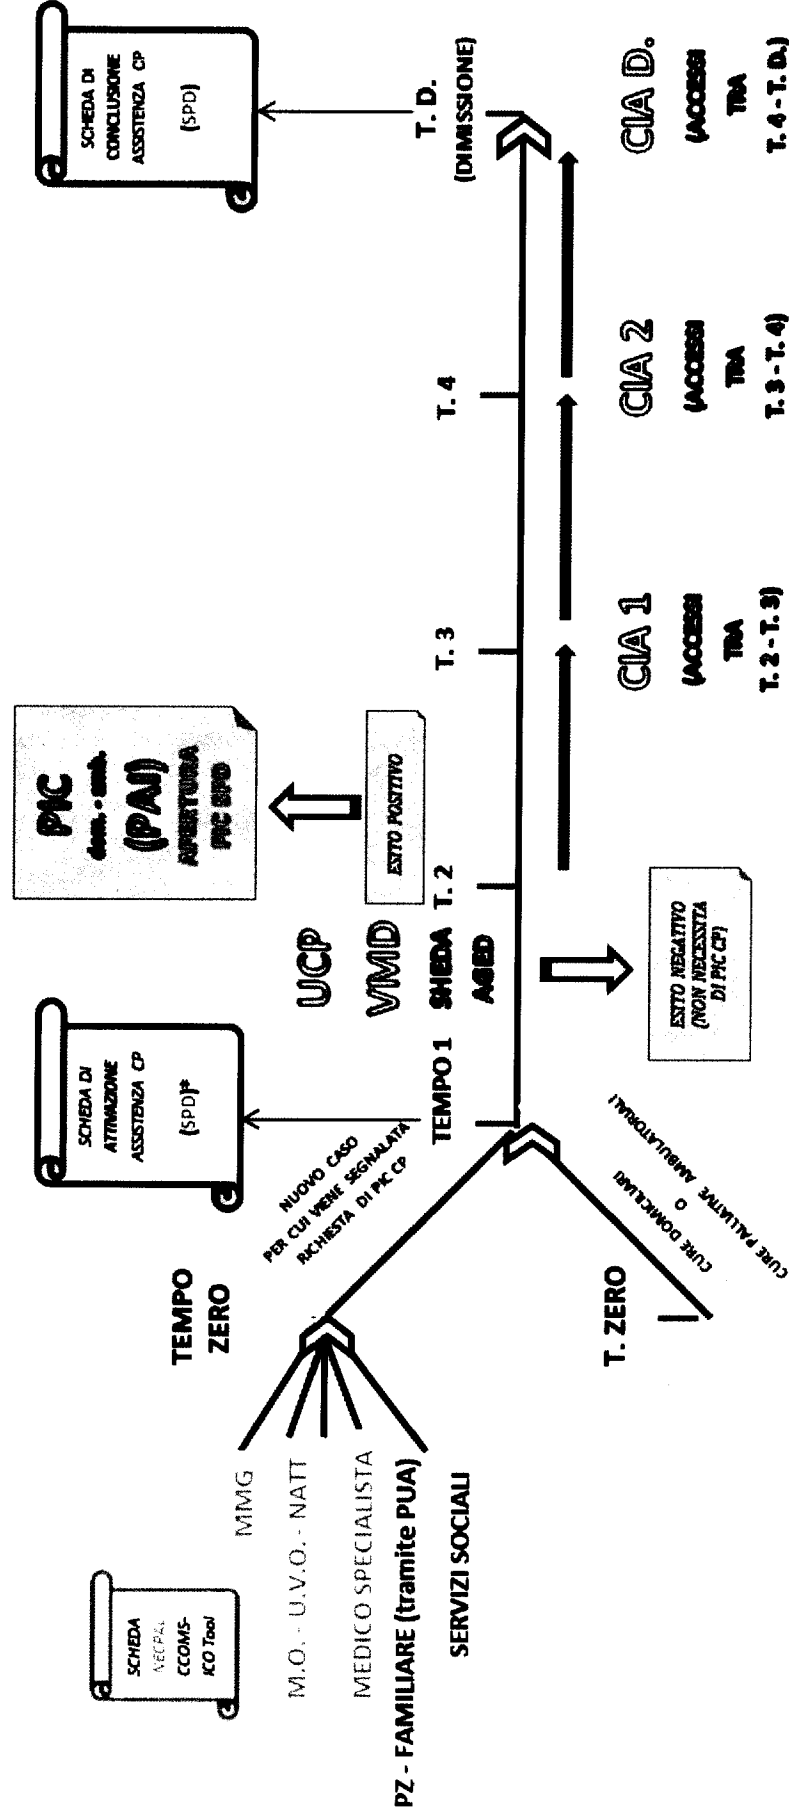 SCHEDA
NECPAL
CCOMS-
ICO Tool
MMG
M.O. - U.V.O. - NATT
MEDICO SPECIALISTA
PZ - FAMILIARE (tramite PUA)
SERVIZI SOCIALI
TEMPO
ZERO
NUOVO CASO
PER CUI VIENE SEGNALATA
RICHIESTA DI PIC CP
T. ZERO
CURE DOMICILIARI
O
CURE PALLIATIVE AMBULATORIALI
SCHEDA DI
ATTIVAZIONE
ASSISTENZA CP
(SPD)*
TEMPO 1
UCP
VMD
SHEDA
AGED
ESITO NEGATIVO
(NON NECESSITA
DI PIC CP)
T. 2
ESITO POSITIVO
PIC
dom. - amb.
(PAI)
APERTURA
PIC SPD
T. 3
CIA 1
(ACCESSI
TRA
T. 2 - T. 3)
T. 4
CIA 2
(ACCESSI
TRA
T. 3 - T. 4)
T. D.
(DIMISSIONE)
SCHEDA DI
CONCLUSIONE
ASSISTENZA CP
(SPD)
CIA D.
(ACCESSI
TRA
T. 4 - T. D.)